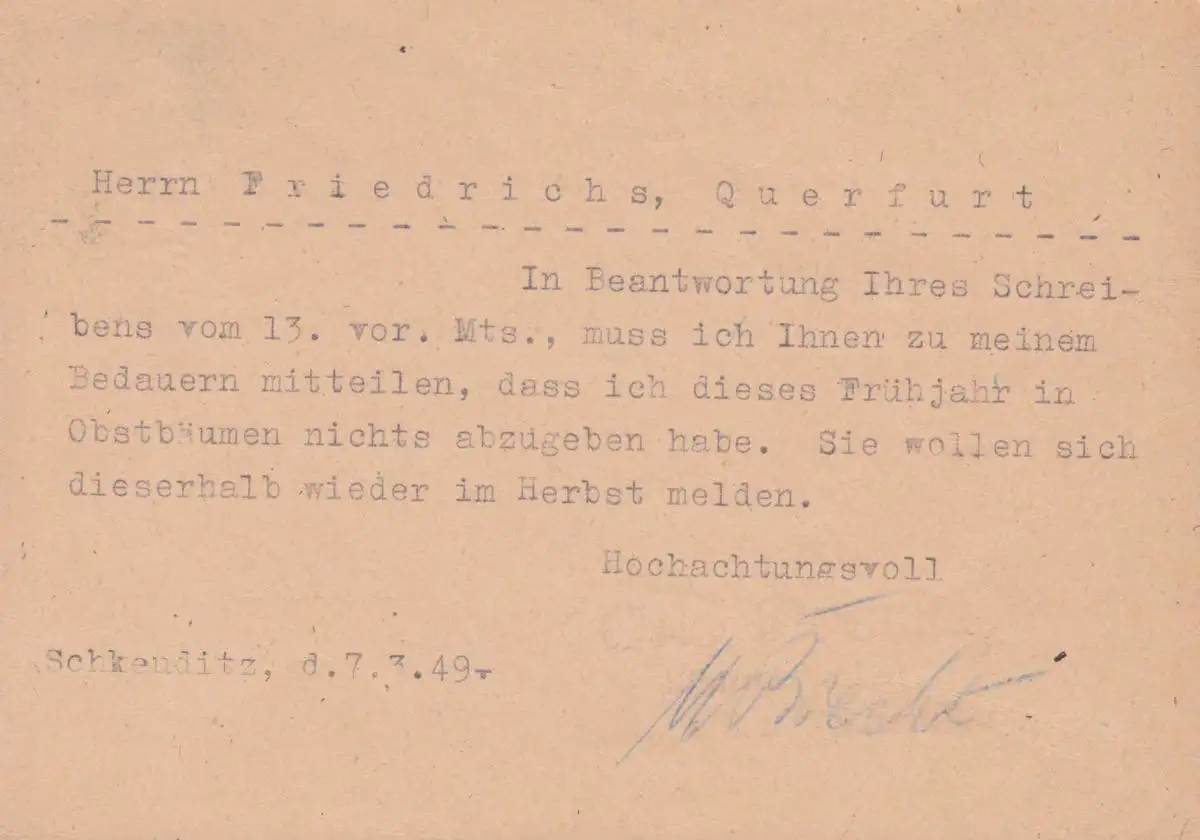 Herrn Friedrichs, Querfurt
In Beantwortung Ihres Schrei-
bens vom 13. vor. Mts., muss ich Ihnen zu meinem
Bedauern mitteilen, dass ich dieses Frühjahr in
Obstbäumen nichts abzugeben habe. Sie wollen sich
dieserhalb wieder im Herbst melden.
Hochachtungsvoll
Schkeuditz, d.7.3.49.-